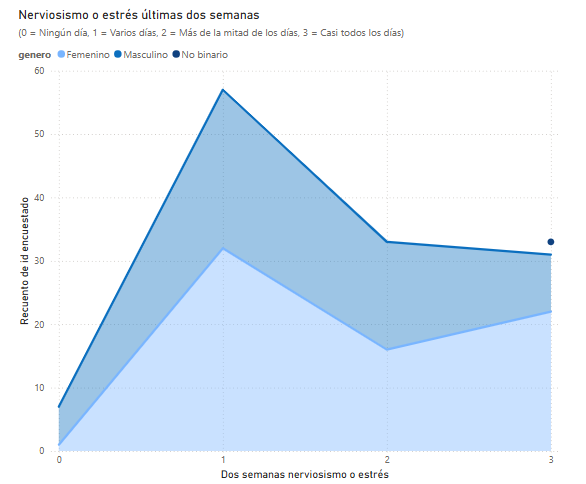 Nerviosismo o estrés últimas dos semanas
(0 = Ningún día, 1 = Varios días, 2 = Más de la mitad de los días, 3 = Casi todos los días)
genero Femenino Masculino No binario
60
50
40
30
20
10
0
Recuento de id encuestado
0 1 2 3
Dos semanas nerviosismo o estrés